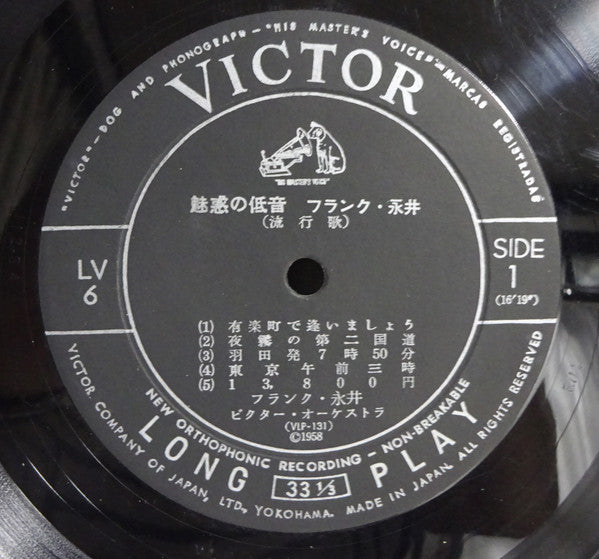 "VICTOR"—DOG AND PHONOGRAPH—"HIS MASTER'S VOICE"—MARCAS REGISTRADAS
VICTOR
"HIS MASTER'S VOICE"
魅惑の低音 フランク・永井
(流行歌)
LV
6
SIDE
1
(16′19″)
(1) 有楽町で逢いましょう
(2) 夜霧の第二国道
(3) 羽田発7時50分
(4) 東京午前三時
(5) 13,800円
フランク・永井
ビクター・オーケストラ
(VIP-131)
©1958
NEW ORTHOPHONIC RECORDING—NON-BREAKABLE
LONG 33 1/3 PLAY
VICTOR COMPANY OF JAPAN, LTD., YOKOHAMA. MADE IN JAPAN. ALL RIGHTS RESERVED